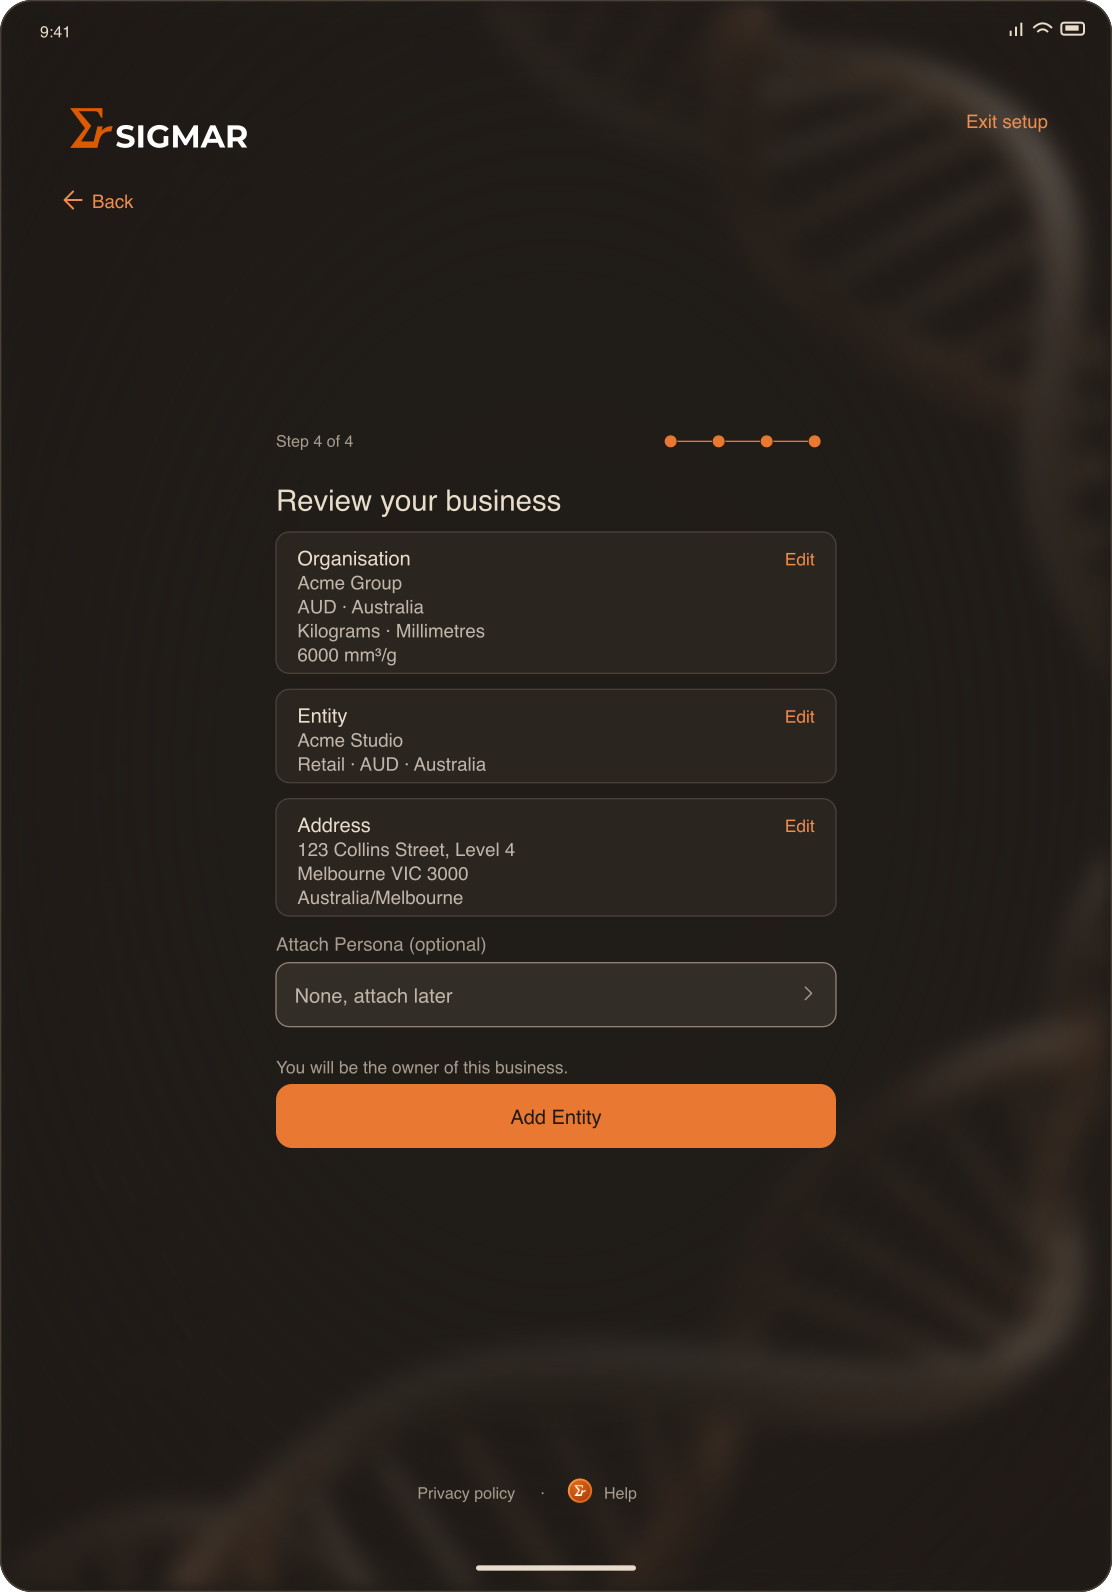 9:41
SIGMAR
Exit setup
Back
Step 4 of 4
Review your business
Organisation
Edit
Acme Group
AUD · Australia
Kilograms · Millimetres
6000 mm³/g
Entity
Edit
Acme Studio
Retail · AUD · Australia
Address
Edit
123 Collins Street, Level 4
Melbourne VIC 3000
Australia/Melbourne
Attach Persona (optional)
None, attach later
You will be the owner of this business.
Add Entity
Privacy policy · Help